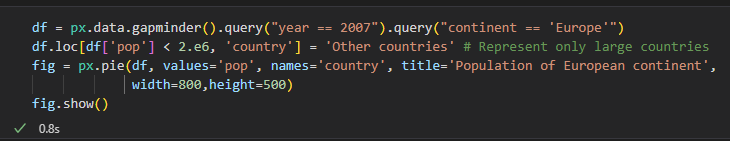 df = px.data.gapminder().query("year == 2007").query("continent == 'Europe'")
df.loc[df['pop'] < 2.e6, 'country'] = 'Other countries' # Represent only large countries
fig = px.pie(df, values='pop', names='country', title='Population of European continent',
width=800,height=500)
fig.show()
0.8s